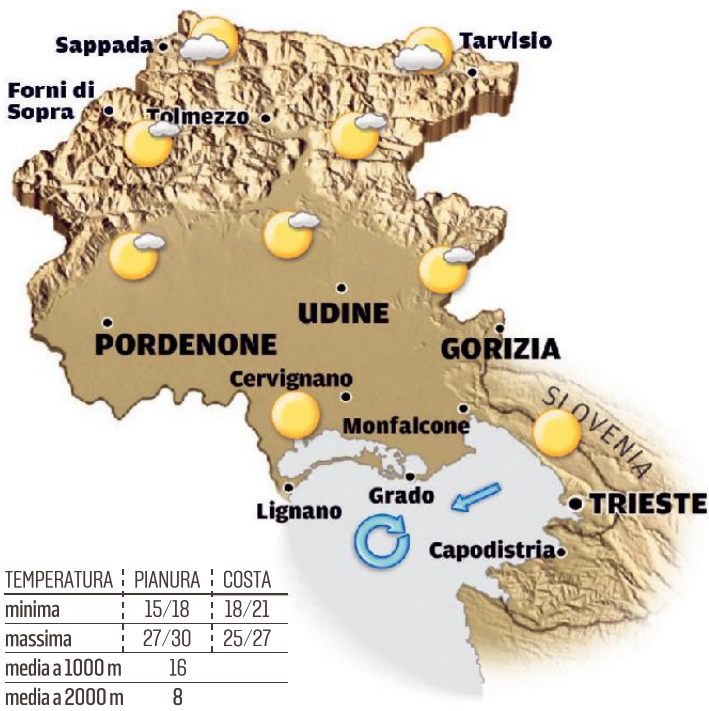 Sappada
Tarvisio
Forni di
Sopra
Tolmezzo
UDINE
PORDENONE
GORIZIA
Cervignano
SLOVENIA
Monfalcone
Grado
TRIESTE
Lignano
Capodistria
TEMPERATURA PIANURA COSTA
minima 15/18 18/21
massima 27/30 25/27
media a 1000 m 16
media a 2000 m 8